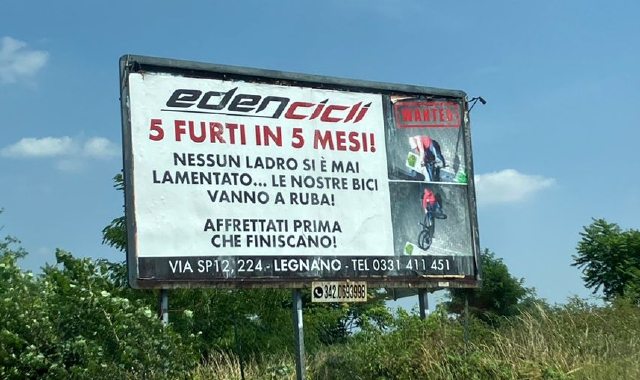 edencicli
5 FURTI IN 5 MESI!
NESSUN LADRO SI È MAI
LAMENTATO... LE NOSTRE BICI
VANNO A RUBA!
AFFRETTATI PRIMA
CHE FINISCANO!
WANTED
VIA SP12, 224 - LEGNANO - TEL 0331 411 451
342.0693998